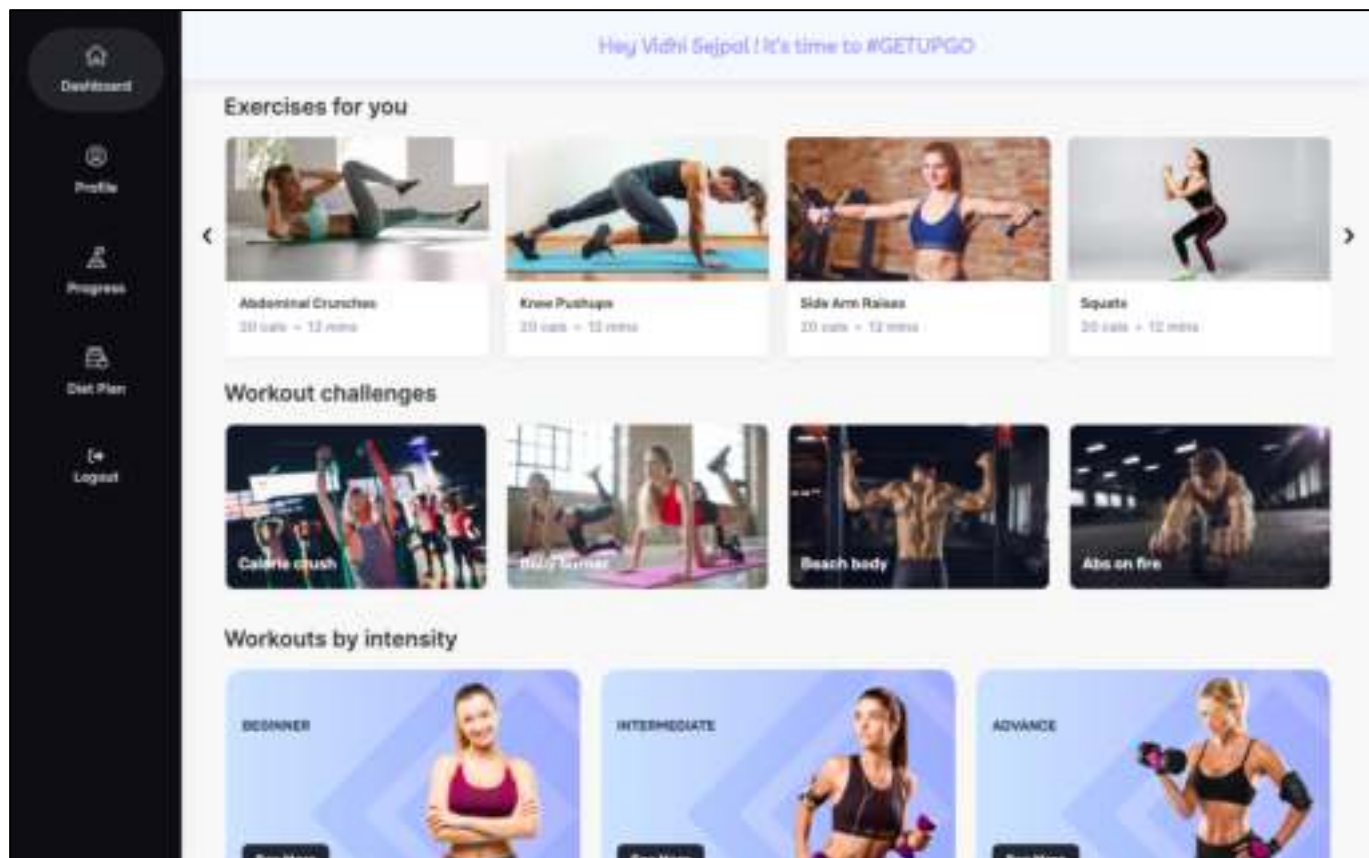 Hey Vidhi Sejpal ! It's time to #GETUPGO
Dashboard
Profile
Progress
Diet Plan
Logout
Exercises for you
Abdominal Crunches
20 cals • 12 mins
Knee Pushups
20 cals • 12 mins
Side Arm Raises
20 cals • 12 mins
Squats
20 cals • 12 mins
Workout challenges
Calorie crush
Beach body
Abs on fire
Workouts by intensity
BEGINNER
INTERMEDIATE
ADVANCE